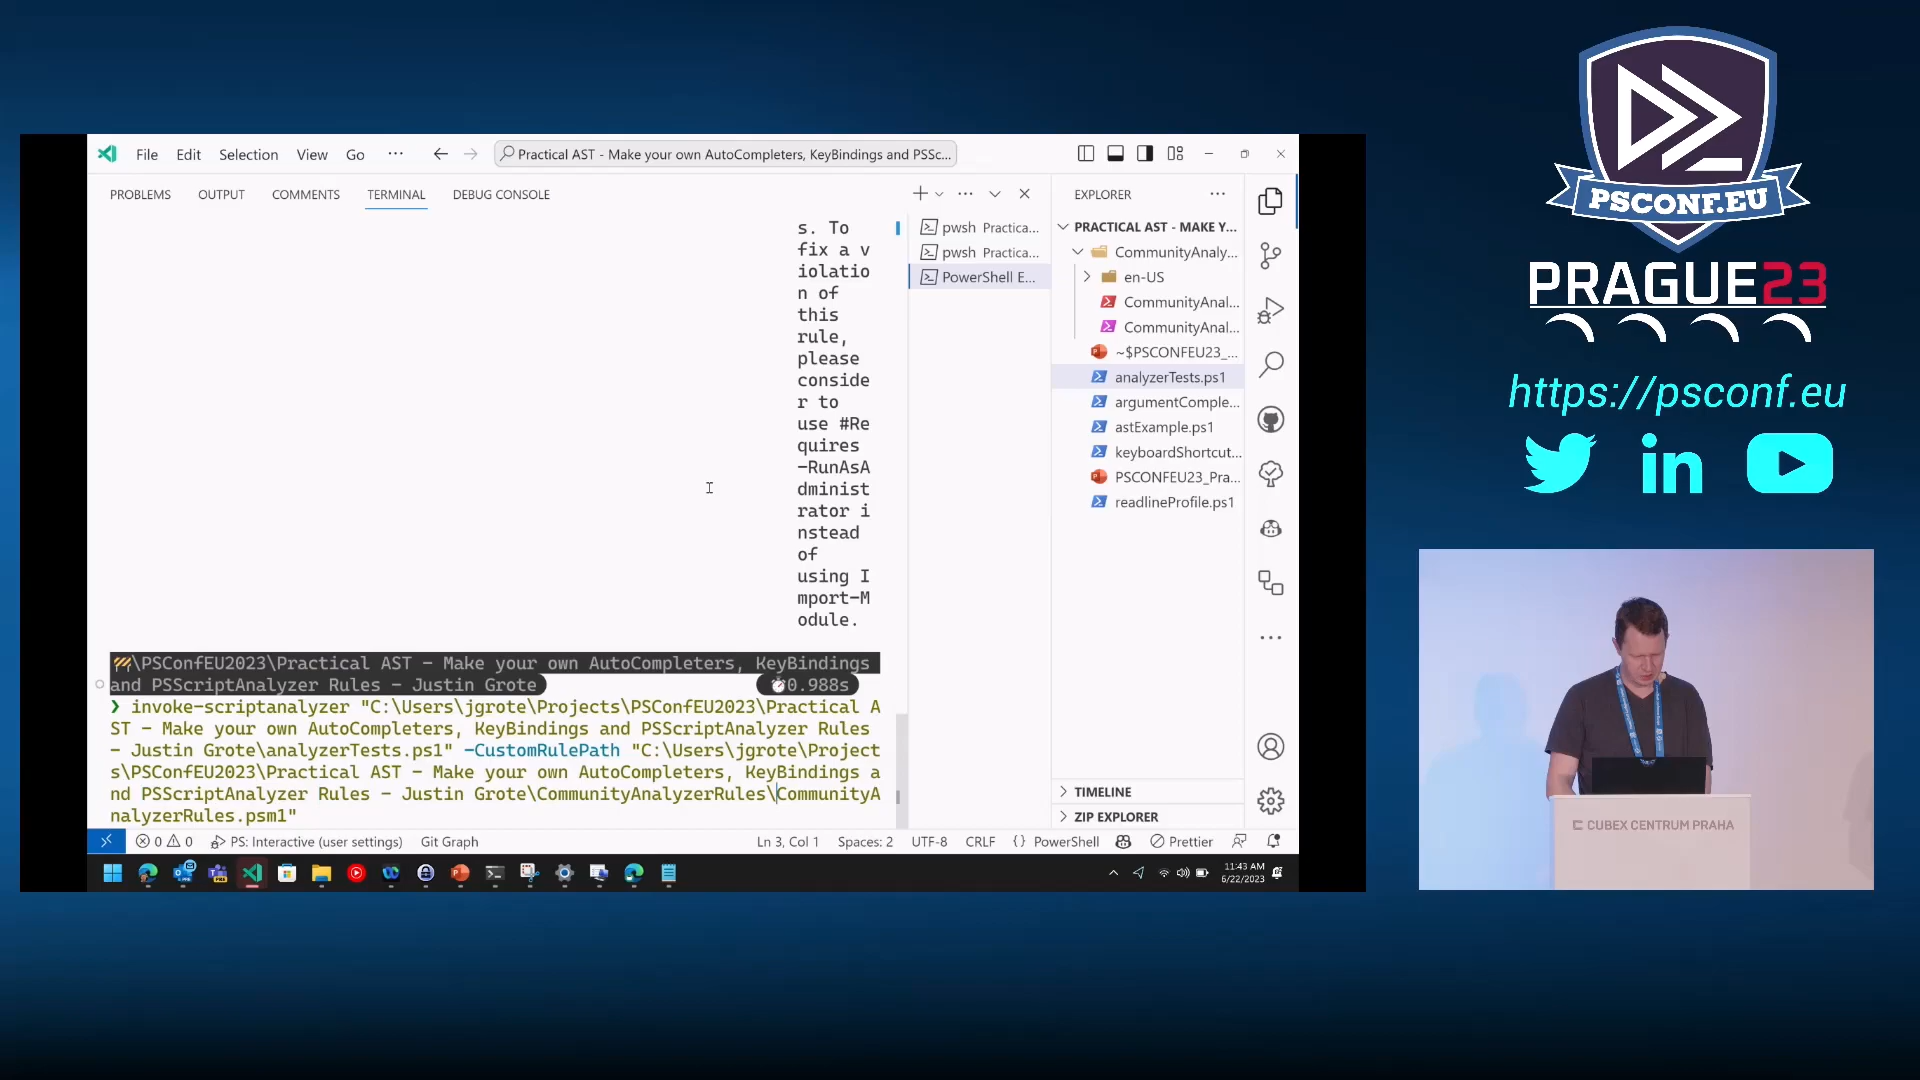 File Edit Selection View Go ··· Practical AST - Make your own AutoCompleters, KeyBindings and PSSc...
PROBLEMS OUTPUT COMMENTS TERMINAL DEBUG CONSOLE
s. To
fix a v
iolatio
n of
this
rule,
please
conside
r to
use #Re
quires
-RunAsA
dminist
rator i
nstead
of
using I
mport-M
odule.
\PSConfEU2023\Practical AST - Make your own AutoCompleters, KeyBindings
and PSScriptAnalyzer Rules - Justin Grote 0.988s
❯ invoke-scriptanalyzer "C:\Users\jgrote\Projects\PSConfEU2023\Practical A
ST - Make your own AutoCompleters, KeyBindings and PSScriptAnalyzer Rules
- Justin Grote\analyzerTests.ps1" -CustomRulePath "C:\Users\jgrote\Project
s\PSConfEU2023\Practical AST - Make your own AutoCompleters, KeyBindings a
nd PSScriptAnalyzer Rules - Justin Grote\CommunityAnalyzerRules\CommunityA
nalyzerRules.psm1"
pwsh Practica...
pwsh Practica...
PowerShell E...
EXPLORER ···
PRACTICAL AST - MAKE Y...
CommunityAnaly...
en-US
CommunityAnal...
CommunityAnal...
~$PSCONFEU23_...
analyzerTests.ps1
argumentComple...
astExample.ps1
keyboardShortcut...
PSCONFEU23_Pra...
readlineProfile.ps1
TIMELINE
ZIP EXPLORER
0 0 PS: Interactive (user settings) Git Graph Ln 3, Col 1 Spaces: 2 UTF-8 CRLF {} PowerShell Prettier
11:43 AM
6/22/2023
PSCONF.EU
PRAGUE23
https://psconf.eu
in
CUBEX CENTRUM PRAHA